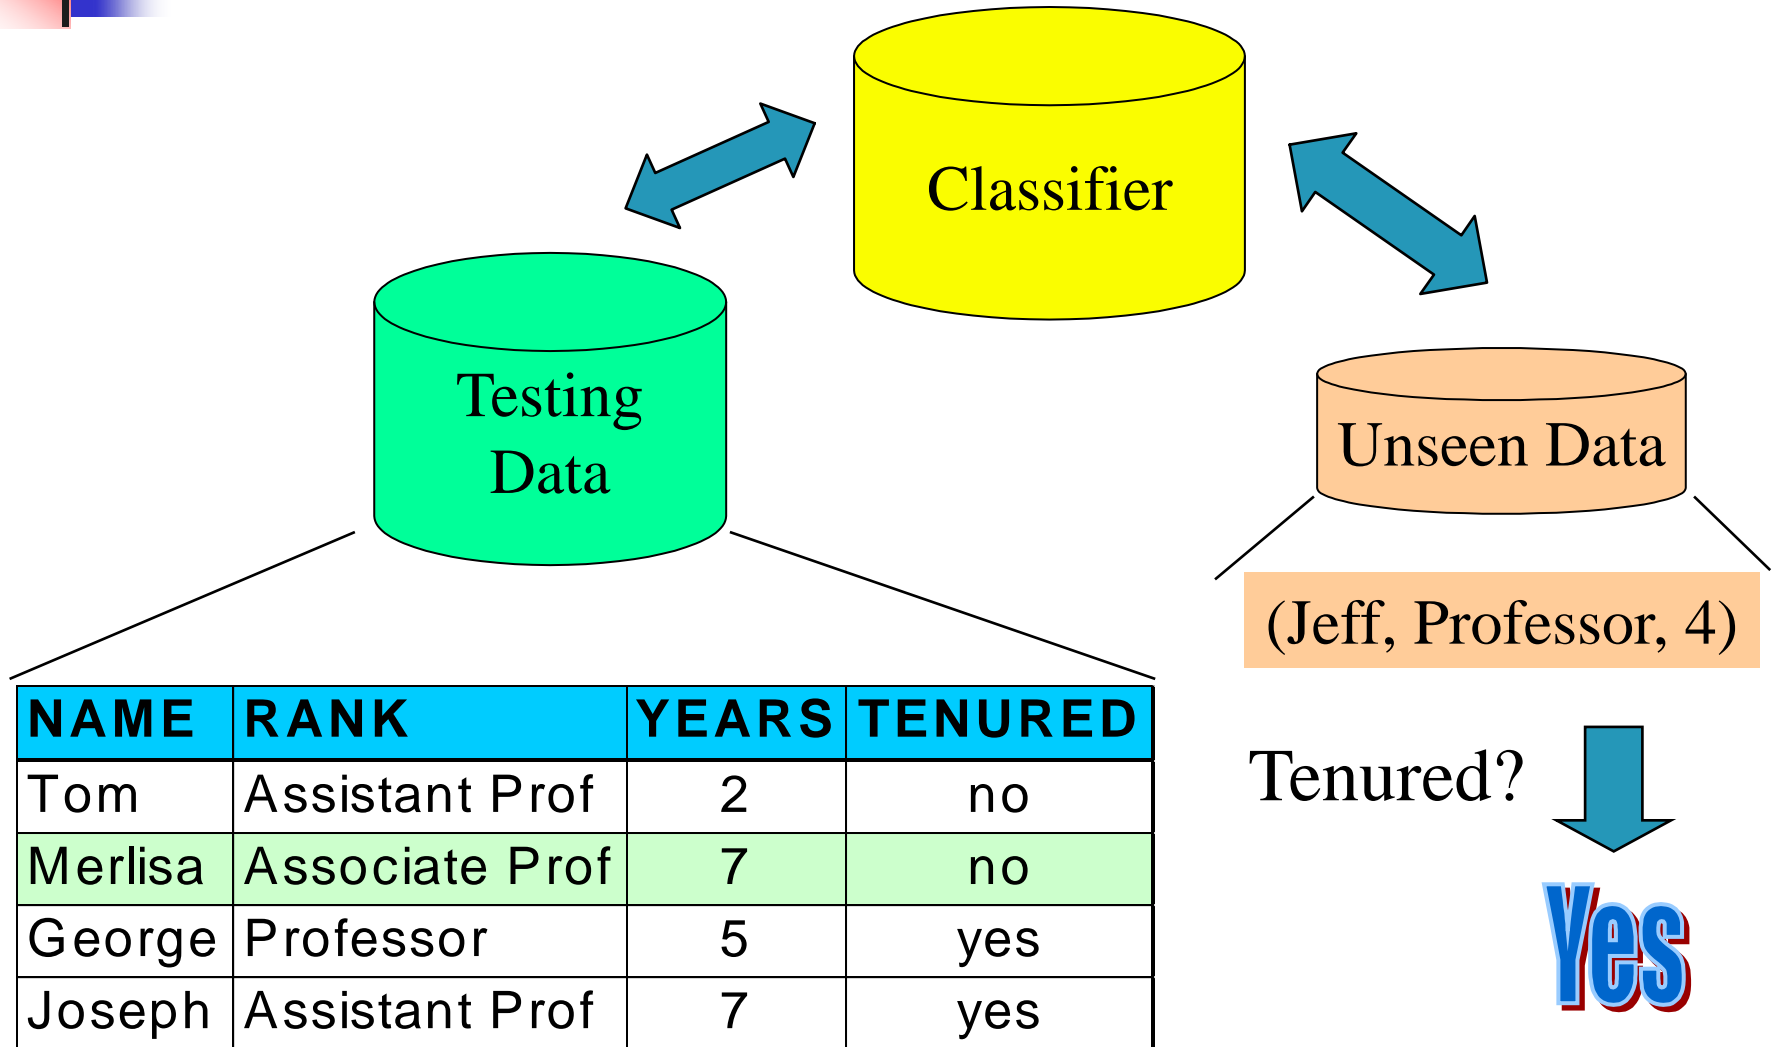 Classifier
Testing
Data
Unseen Data
(Jeff, Professor, 4)
NAME RANK YEARS TENURED
Tom Assistant Prof 2 no
Merlisa Associate Prof 7 no
George Professor 5 yes
Joseph Assistant Prof 7 yes
Tenured?
Yes